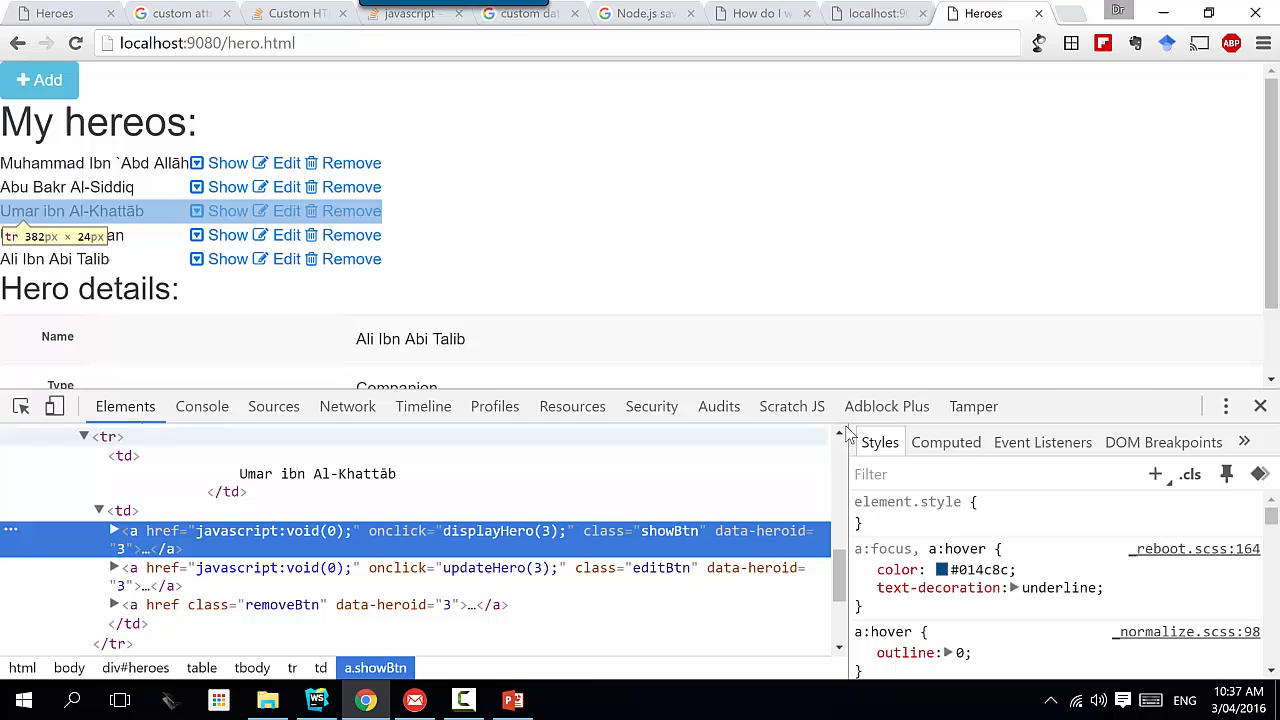 Heroes
custom att
Custom HT
javascript -
custom dat
Node.js sav
How do I w
localhost:90
Heroes
Dr
localhost:9080/hero.html
ABP
Add
My hereos:
Muhammad Ibn `Abd Allāh Show Edit Remove
Abu Bakr Al-Siddiq Show Edit Remove
Umar ibn Al-Khattāb Show Edit Remove
tr 382px × 24px an Show Edit Remove
Ali Ibn Abi Talib Show Edit Remove
Hero details:
Name Ali Ibn Abi Talib
Type Companion
Elements Console Sources Network Timeline Profiles Resources Security Audits Scratch JS Adblock Plus Tamper
<tr>
<td>
Umar ibn Al-Khattāb
</td>
<td>
<a href="javascript:void(0);" onclick="displayHero(3);" class="showBtn" data-heroid=
"3">…</a>
<a href="javascript:void(0);" onclick="updateHero(3);" class="editBtn" data-heroid=
"3">…</a>
<a href class="removeBtn" data-heroid="3">…</a>
</td>
</tr>
html body div#heroes table tbody tr td a.showBtn
Styles Computed Event Listeners DOM Breakpoints »
Filter + .cls
element.style {
}
a:focus, a:hover { _reboot.scss:164
color: #014c8c;
text-decoration: underline;
}
a:hover { _normalize.scss:98
outline: 0;
}
ENG
10:37 AM
3/04/2016